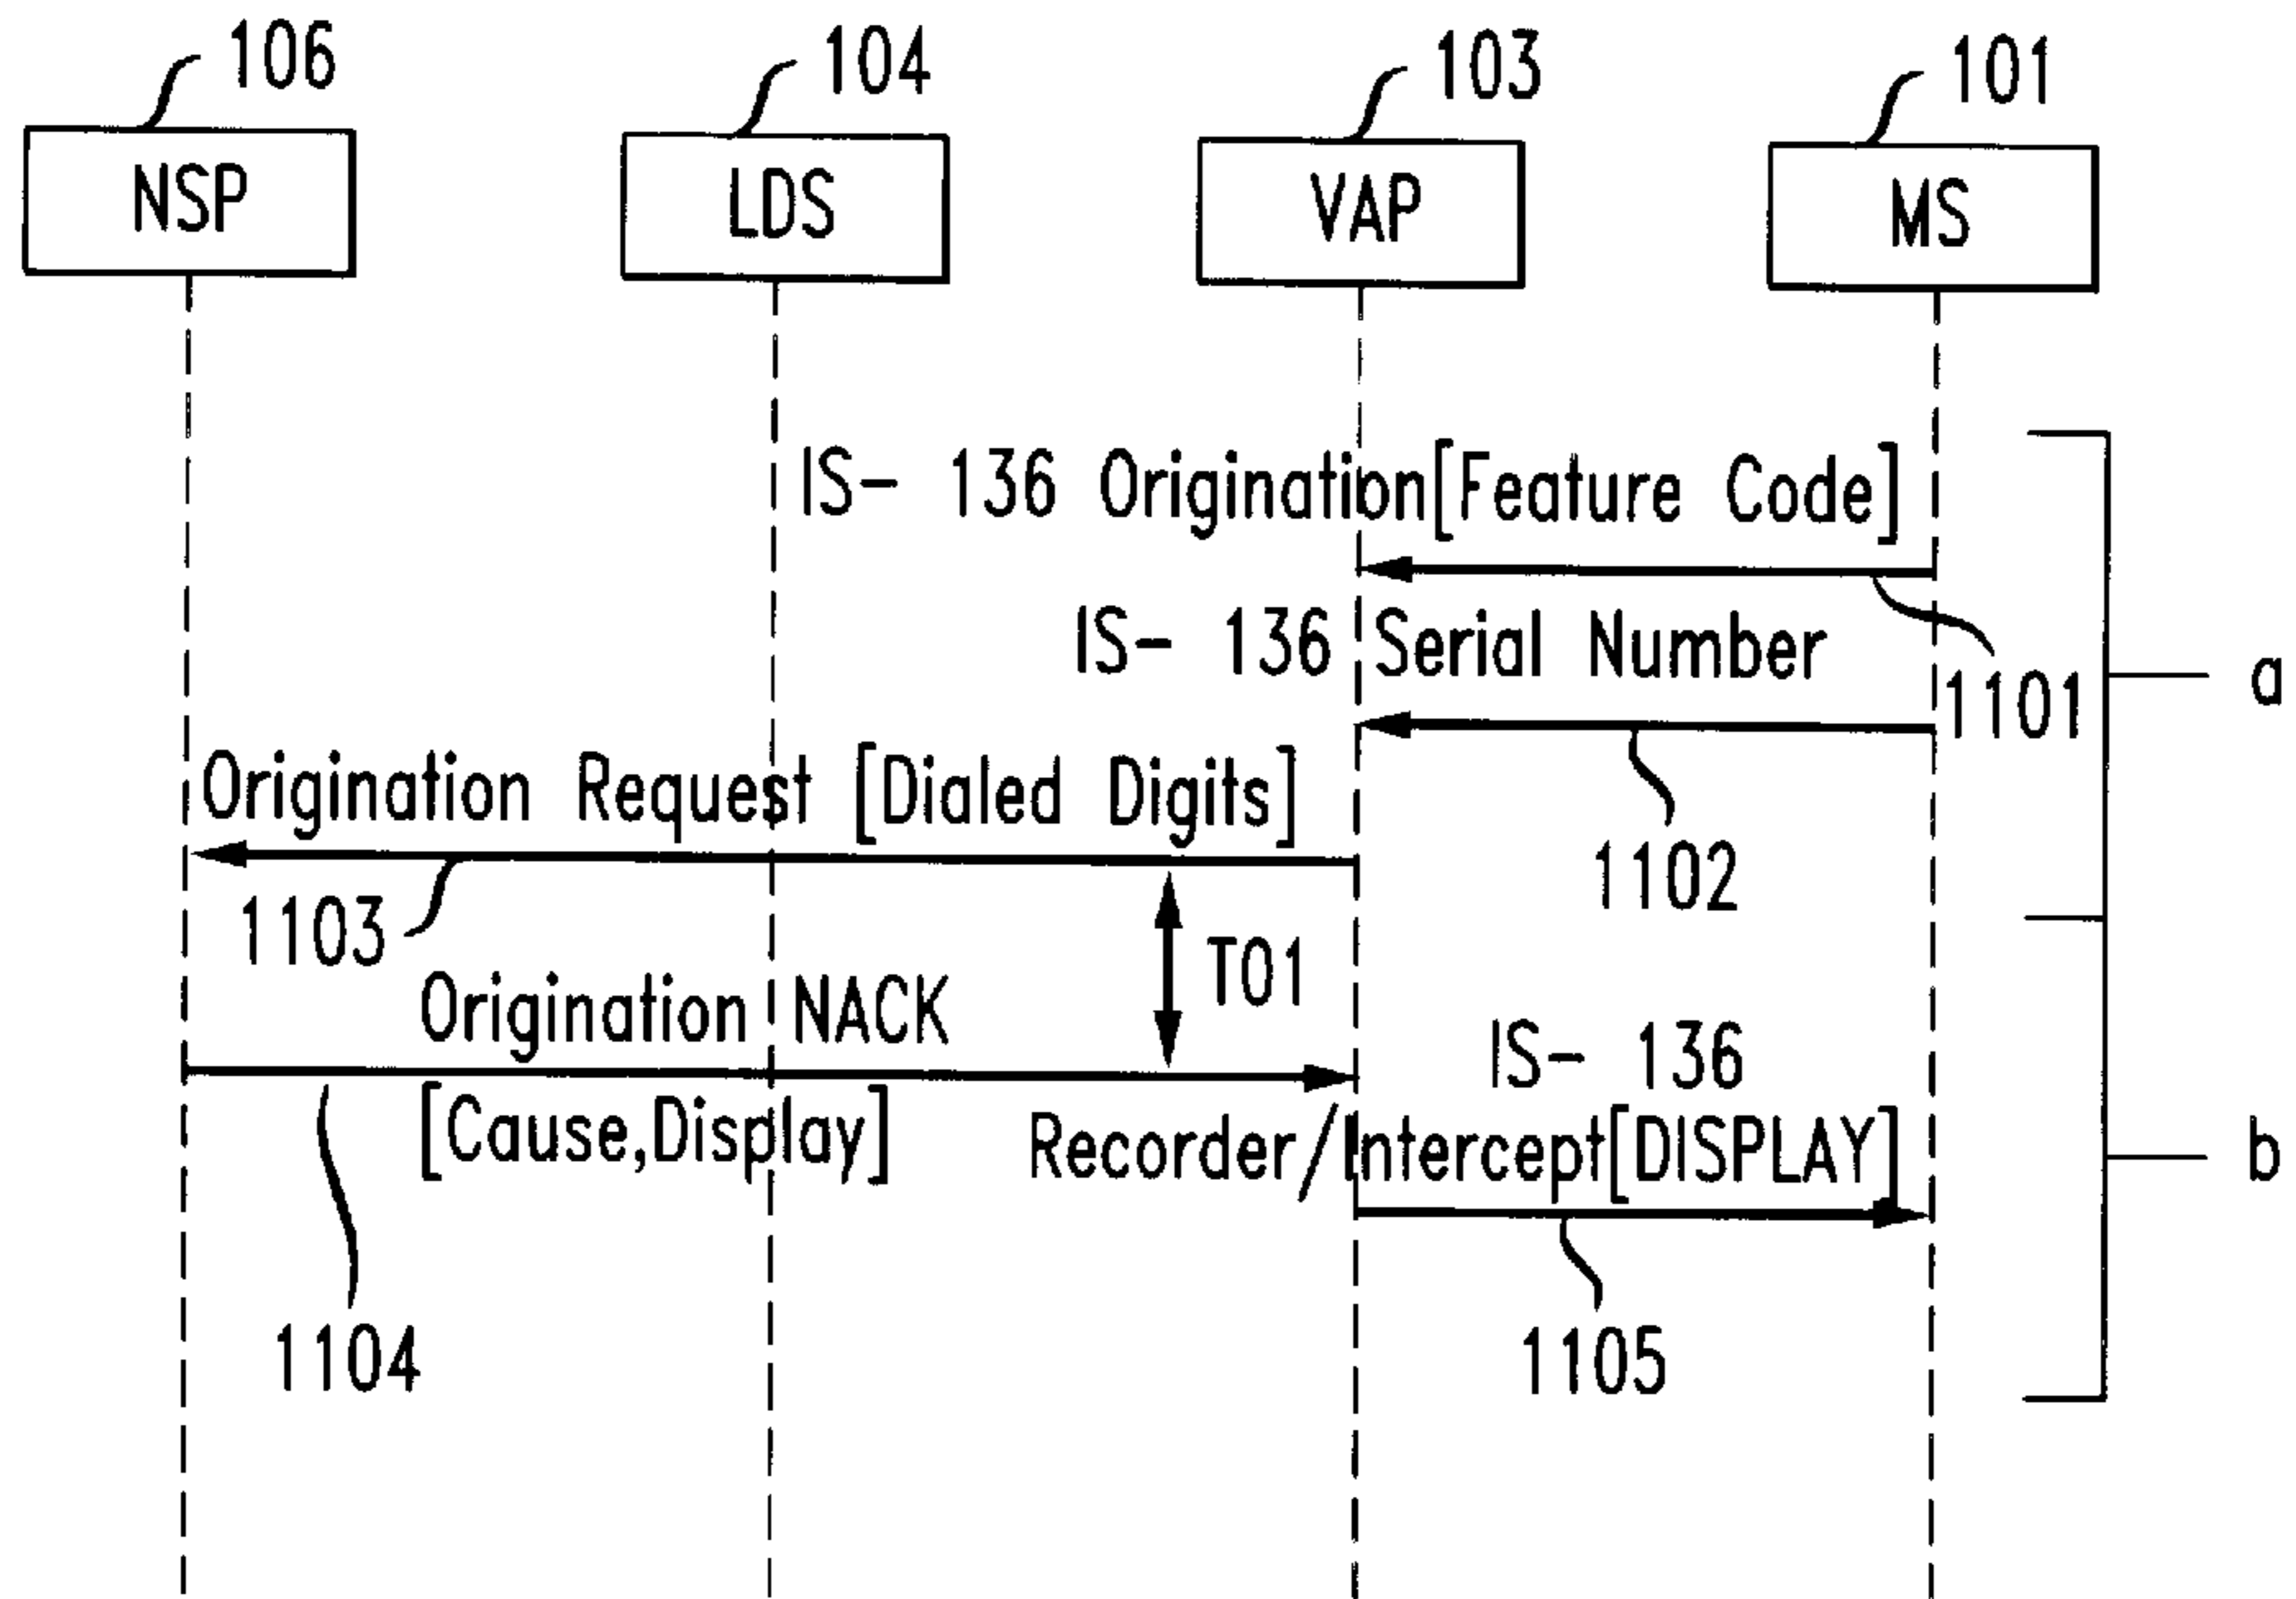 106
104
103
101
NSP
LDS
VAP
MS
IS- 136 Origination[Feature Code]
IS- 136 Serial Number
1101
a
Origination Request [Dialed Digits]
1102
1103
T01
Origination NACK
IS- 136
[Cause,Display]
Recorder/Intercept[DISPLAY]
b
1104
1105